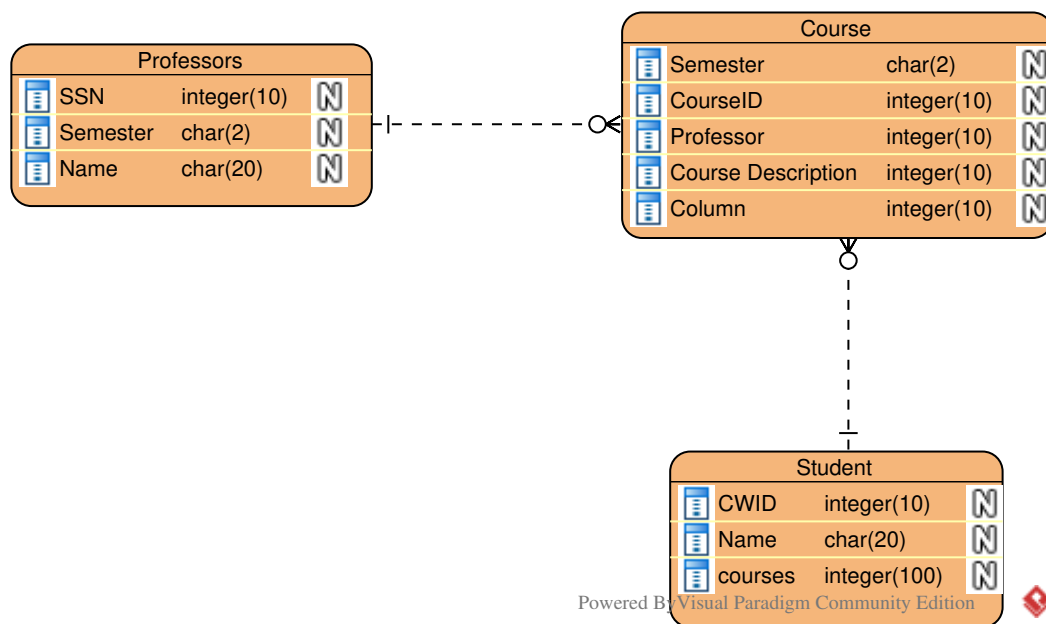 Professors
SSN integer(10) N
Semester char(2) N
Name char(20) N
Course
Semester char(2) N
CourseID integer(10) N
Professor integer(10) N
Course Description integer(10) N
Column integer(10) N
Student
CWID integer(10) N
Name char(20) N
courses integer(100) N
Powered ByVisual Paradigm Community Edition